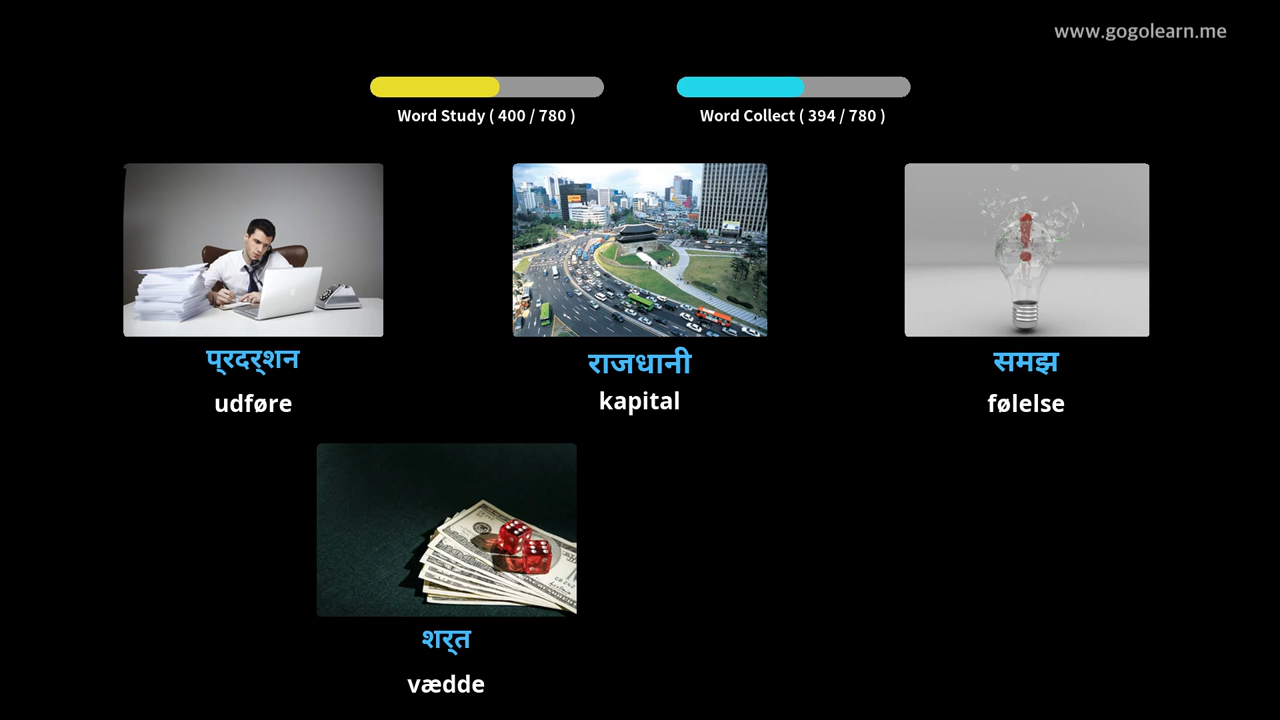 www.gogolearn.me
Word Study ( 400 / 780 )
Word Collect ( 394 / 780 )
प्रदर्शन
udføre
राजधानी
kapital
समझ
følelse
शर्त
vædde